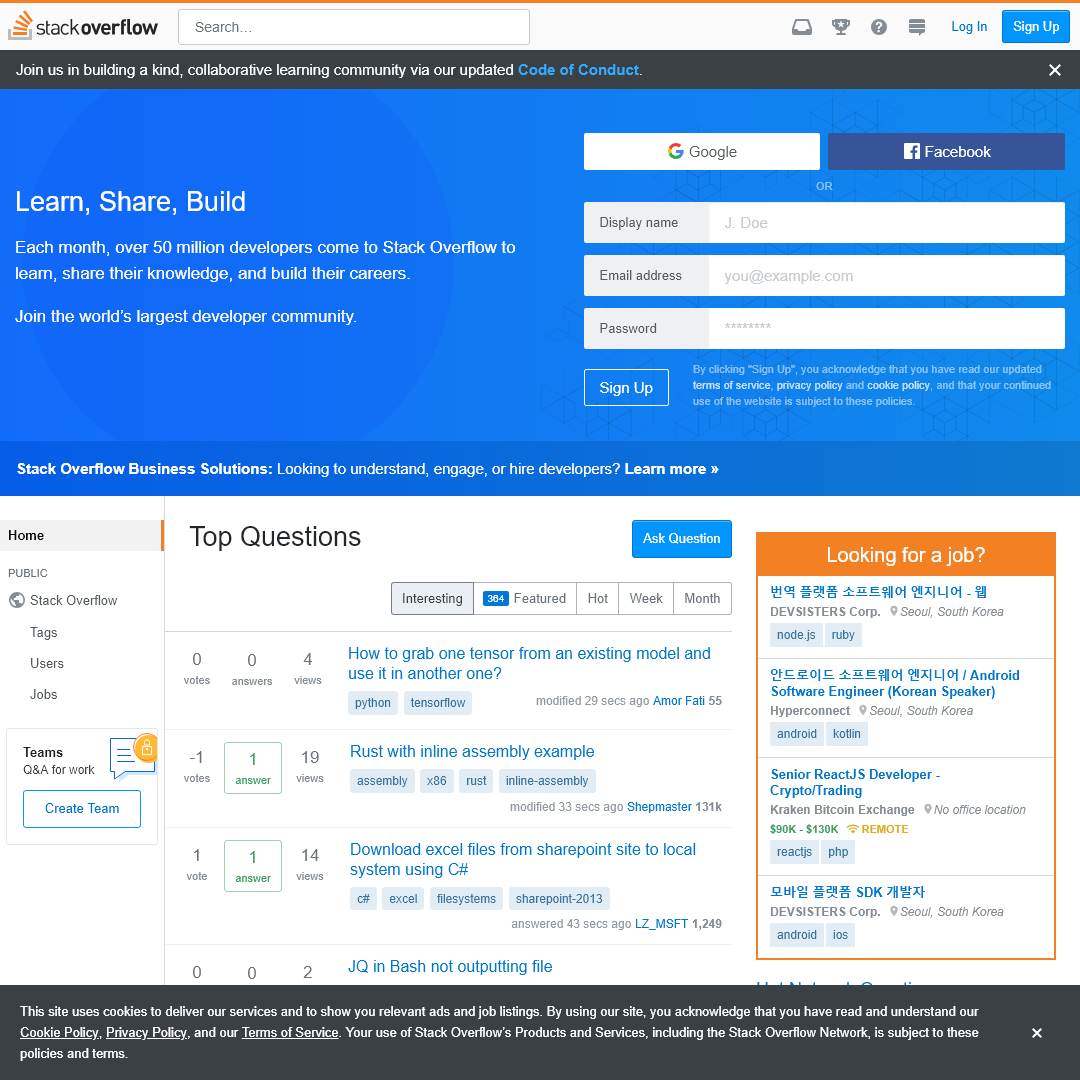 stackoverflow
Search…
Log In
Sign Up
Join us in building a kind, collaborative learning community via our updated Code of Conduct.
Learn, Share, Build
Each month, over 50 million developers come to Stack Overflow to
learn, share their knowledge, and build their careers.
Join the world’s largest developer community.
Google
Facebook
OR
Display name
J. Doe
Email address
you@example.com
Password
********
Sign Up
By clicking "Sign Up", you acknowledge that you have read our updated
terms of service, privacy policy and cookie policy, and that your continued
use of the website is subject to these policies.
Stack Overflow Business Solutions: Looking to understand, engage, or hire developers? Learn more »
Home
PUBLIC
Stack Overflow
Tags
Users
Jobs
Teams
Q&A for work
Create Team
Top Questions
Ask Question
Interesting
364 Featured
Hot
Week
Month
0 votes
0 answers
4 views
How to grab one tensor from an existing model and
use it in another one?
python tensorflow
modified 29 secs ago Amor Fati 55
-1 votes
1 answer
19 views
Rust with inline assembly example
assembly x86 rust inline-assembly
modified 33 secs ago Shepmaster 131k
1 vote
1 answer
14 views
Download excel files from sharepoint site to local
system using C#
c# excel filesystems sharepoint-2013
answered 43 secs ago LZ_MSFT 1,249
0
0
2
JQ in Bash not outputting file
Looking for a job?
번역 플랫폼 소프트웨어 엔지니어 - 웹
DEVSISTERS Corp. Seoul, South Korea
node.js ruby
안드로이드 소프트웨어 엔지니어 / Android
Software Engineer (Korean Speaker)
Hyperconnect Seoul, South Korea
android kotlin
Senior ReactJS Developer -
Crypto/Trading
Kraken Bitcoin Exchange No office location
$90K - $130K REMOTE
reactjs php
모바일 플랫폼 SDK 개발자
DEVSISTERS Corp. Seoul, South Korea
android ios
This site uses cookies to deliver our services and to show you relevant ads and job listings. By using our site, you acknowledge that you have read and understand our
Cookie Policy, Privacy Policy, and our Terms of Service. Your use of Stack Overflow’s Products and Services, including the Stack Overflow Network, is subject to these
policies and terms.